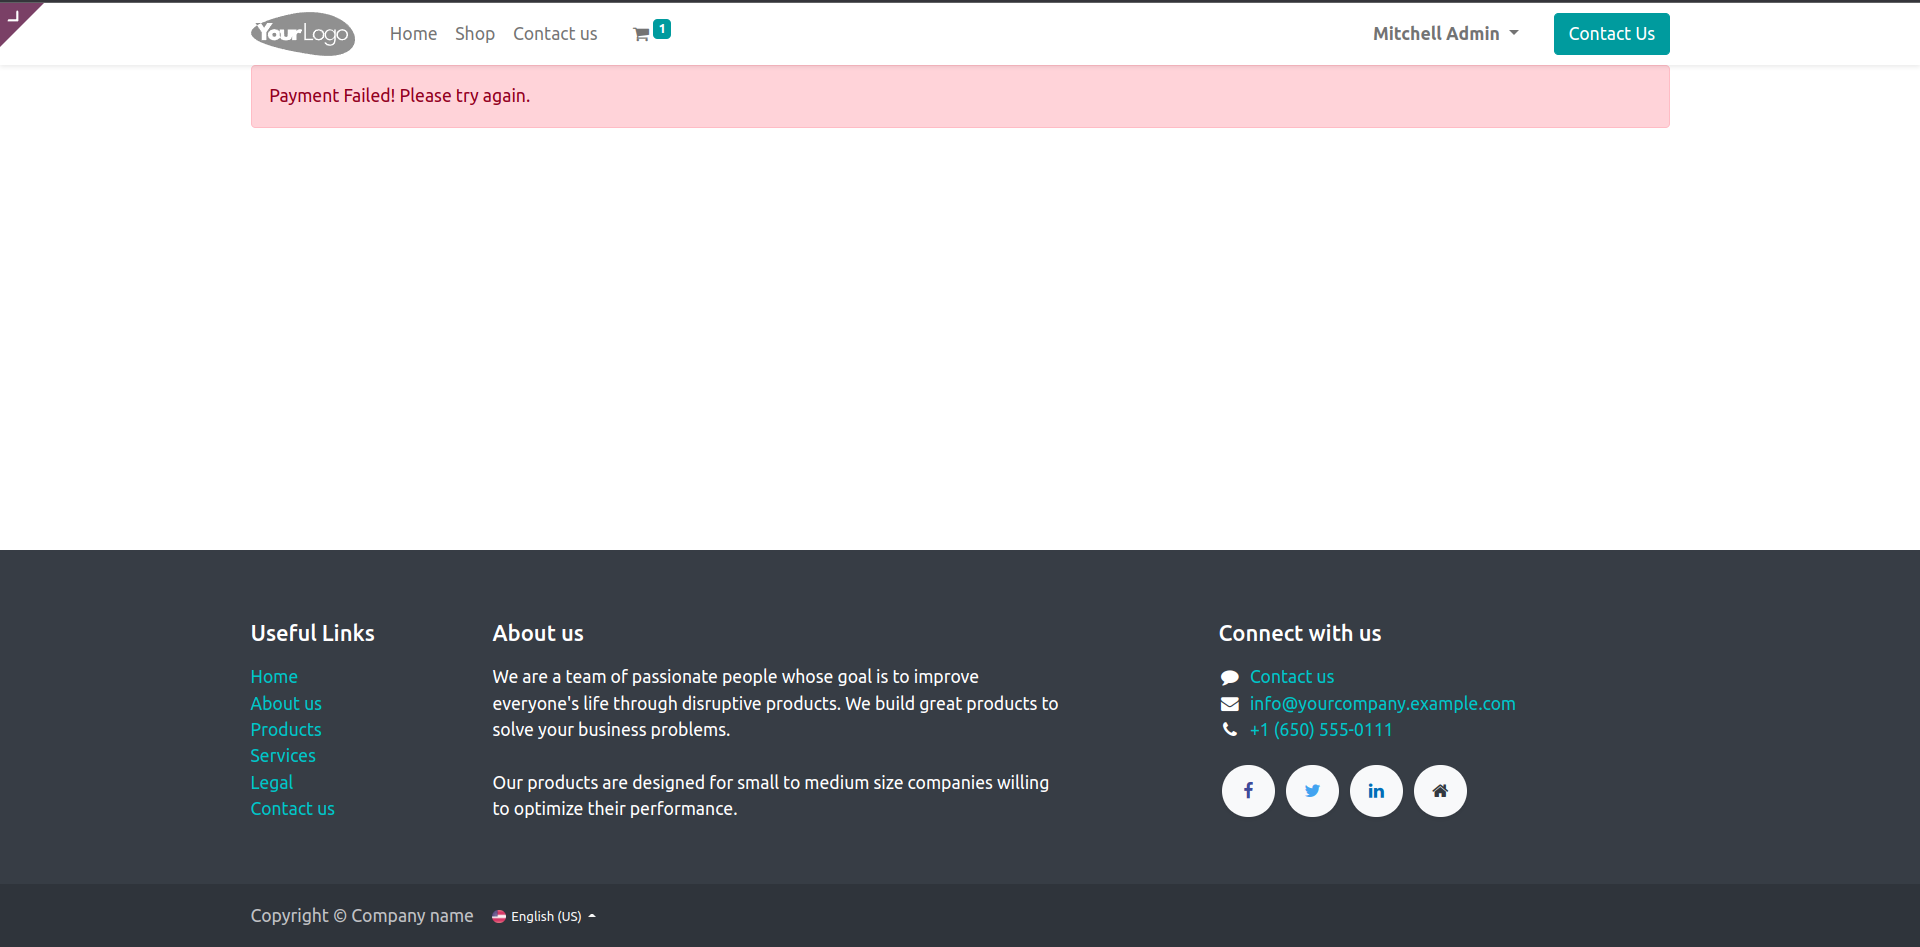 YourLogo
Home Shop Contact us 1 Mitchell Admin Contact Us
Payment Failed! Please try again.
Useful Links
Home
About us
Products
Services
Legal
Contact us
About us
We are a team of passionate people whose goal is to improve
everyone's life through disruptive products. We build great products to
solve your business problems.
Our products are designed for small to medium size companies willing
to optimize their performance.
Connect with us
Contact us
info@yourcompany.example.com
+1 (650) 555-0111
Copyright © Company name English (US)